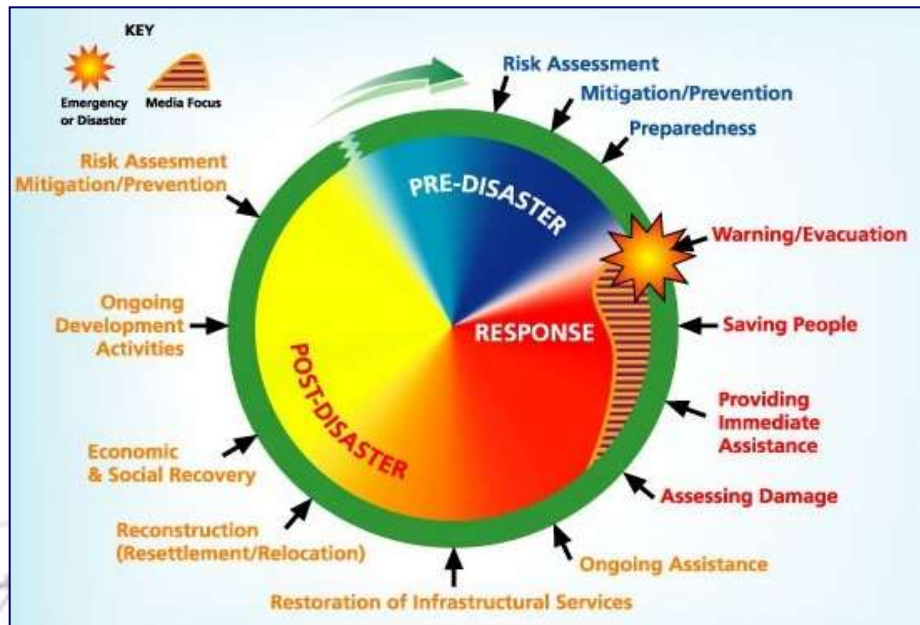 KEY
Emergency
or Disaster
Media Focus
Risk Assessment
Mitigation/Prevention
Preparedness
Warning/Evacuation
Saving People
Providing
Immediate
Assistance
Assessing Damage
Ongoing Assistance
Restoration of Infrastructural Services
Reconstruction
(Resettlement/Relocation)
Economic
& Social Recovery
Ongoing
Development
Activities
Risk Assesment
Mitigation/Prevention
PRE-DISASTER
RESPONSE
POST-DISASTER